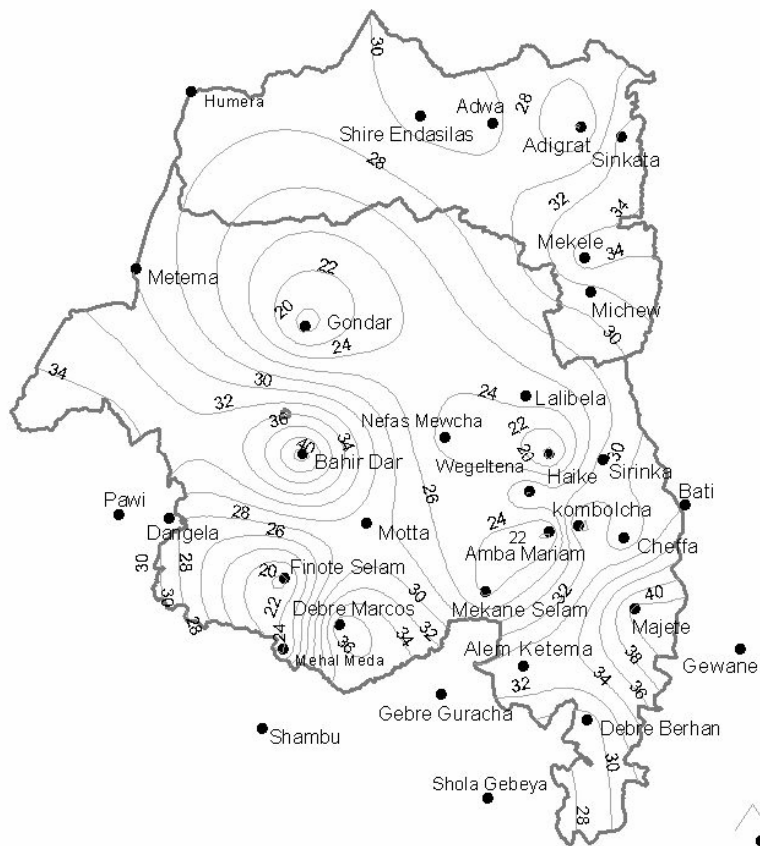 30
28
Humera
Adwa
Shire Endasilas
Adigrat
Sinkata
28
32
34
Mekele
34
Metema
22
Michew
20
Gondar
30
24
30
34
24
Lalibela
32
36
34
Nefas Mewcha
22
40
20
30
Bahir Dar
Wegeltena
Haike
Sirinka
26
Bati
Pawi
28
kombolcha
Dangela
26
Motta
24
22
Amba Mariam
Cheffa
30
28
20
Finote Selam
30
32
40
30
22
Debre Marcos
Mekane Selam
28
32
Majete
24
36
34
Alem Ketema
38
Mehal Meda
34
Gewane
32
36
Gebre Guracha
Debre Berhan
Shambu
30
Shola Gebeya
28